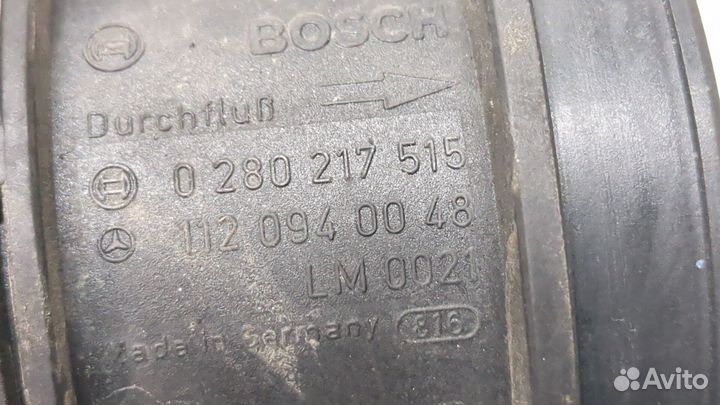 BOSCH
Durchfluß
0 280 217 515
112 094 00 48
LM 0021
Made in Germany 816
Avito